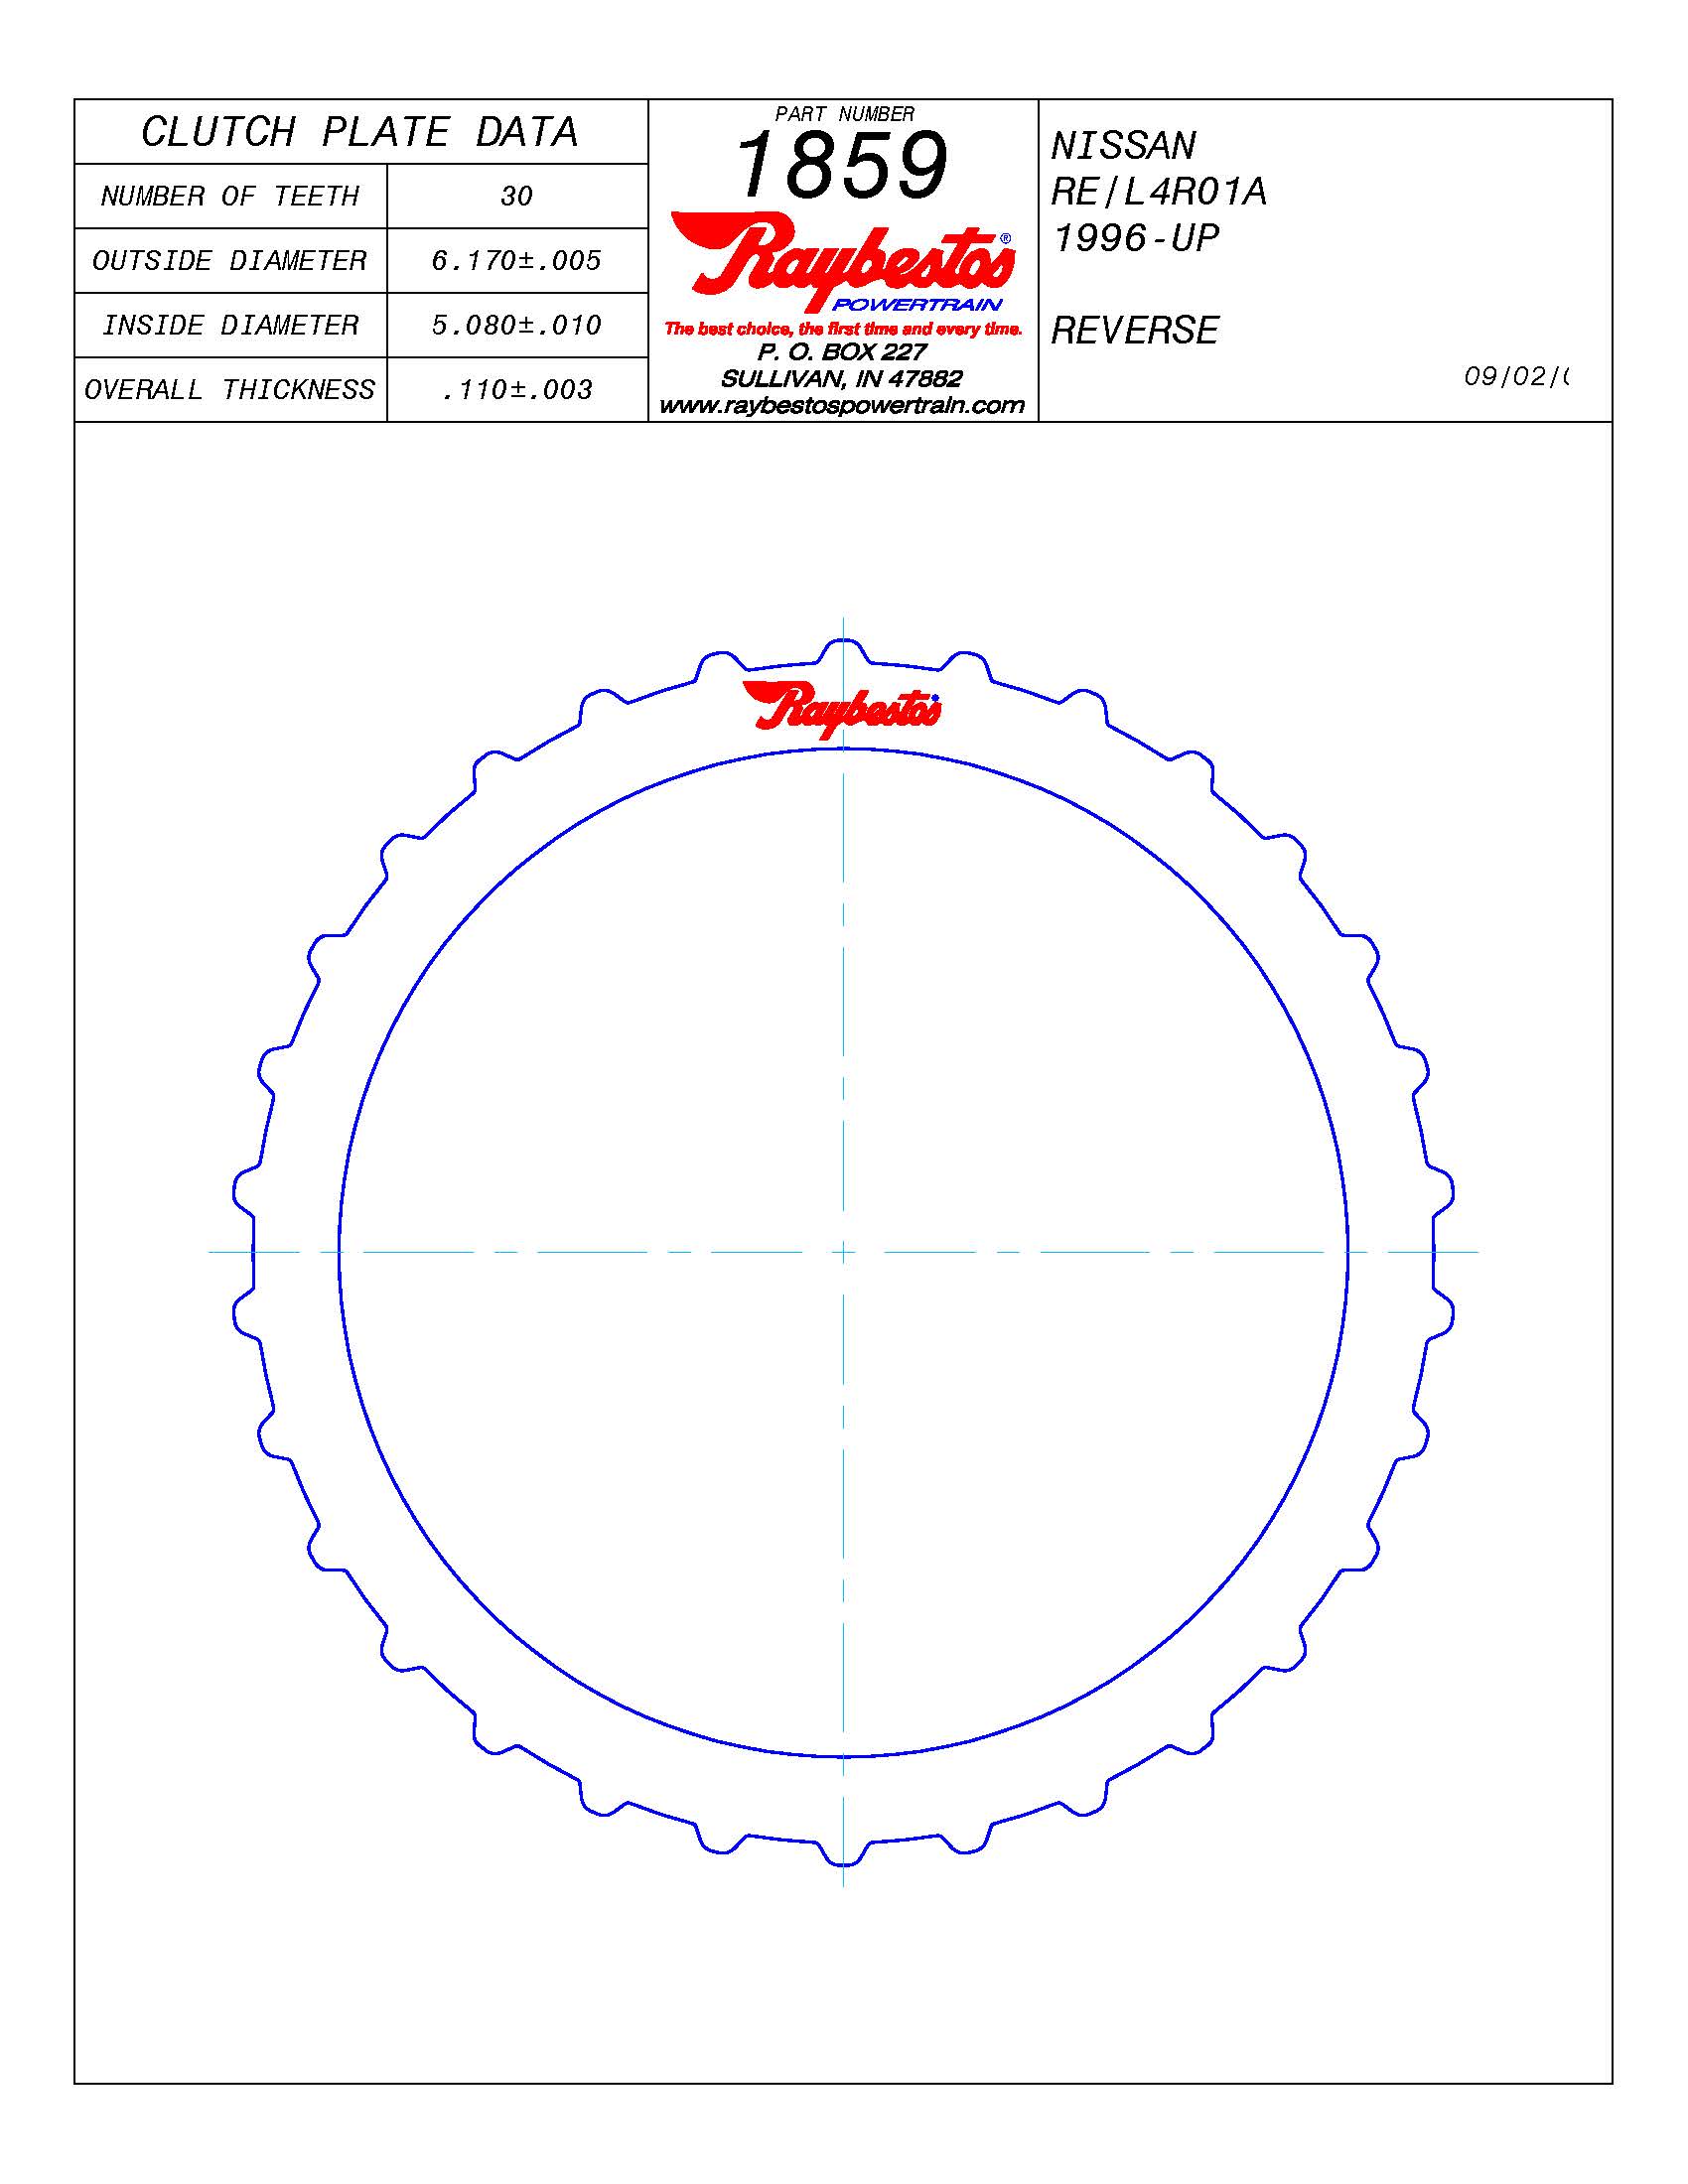 CLUTCH PLATE DATA
NUMBER OF TEETH 30
OUTSIDE DIAMETER 6.170±.005
INSIDE DIAMETER 5.080±.010
OVERALL THICKNESS .110±.003
PART NUMBER
1859
Raybestos®
POWERTRAIN
The best choice, the first time and every time.
P. O. BOX 227
SULLIVAN, IN 47882
www.raybestospowertrain.com
NISSAN
RE/L4R01A
1996-UP
REVERSE
09/02/
Raybestos